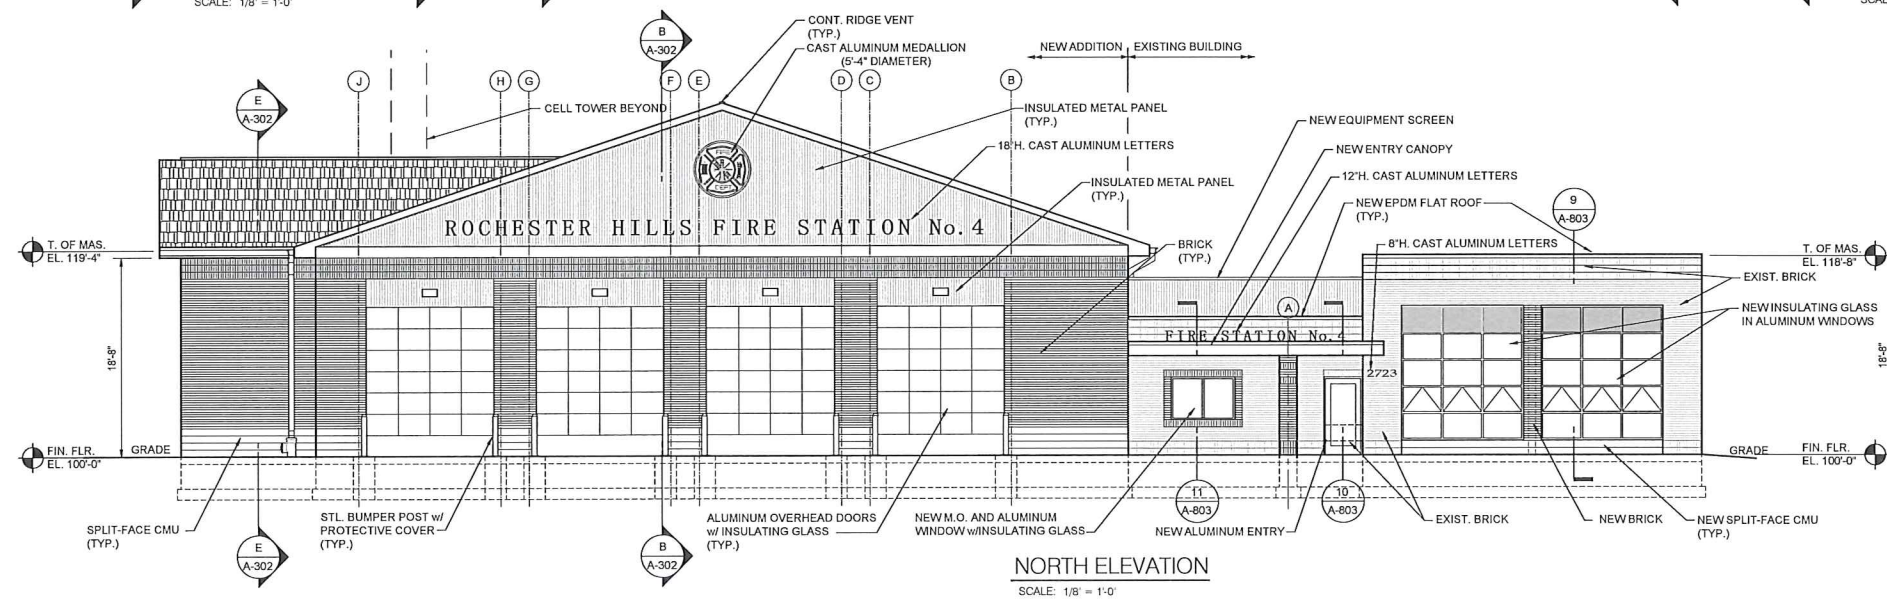 SCALE: 1/8" = 1'-0"
SCALE
CONT. RIDGE VENT
(TYP.)
CAST ALUMINUM MEDALLION
(5'-4" DIAMETER)
NEW ADDITION
EXISTING BUILDING
B
A-302
E
A-302
J
H
G
F
E
D
C
B
CELL TOWER BEYOND
INSULATED METAL PANEL
(TYP.)
18"H. CAST ALUMINUM LETTERS
NEW EQUIPMENT SCREEN
NEW ENTRY CANOPY
12"H. CAST ALUMINUM LETTERS
INSULATED METAL PANEL
(TYP.)
NEW EPDM FLAT ROOF
(TYP.)
9
A-803
FIRE
DEPT
ROCHESTER HILLS FIRE STATION No. 4
BRICK
(TYP.)
8"H. CAST ALUMINUM LETTERS
T. OF MAS.
EL. 119'-4"
T. OF MAS.
EL. 118'-8"
EXIST. BRICK
NEW INSULATING GLASS
IN ALUMINUM WINDOWS
A
FIRE STATION No. 4
2723
18'-8"
18'-8"
FIN. FLR.
EL. 100'-0"
GRADE
GRADE
FIN. FLR.
EL. 100'-0"
SPLIT-FACE CMU
(TYP.)
STL. BUMPER POST w/
PROTECTIVE COVER
(TYP.)
ALUMINUM OVERHEAD DOORS
w/ INSULATING GLASS
(TYP.)
NEW M.O. AND ALUMINUM
WINDOW w/INSULATING GLASS
11
A-803
NEW ALUMINUM ENTRY
10
A-803
EXIST. BRICK
NEW BRICK
NEW SPLIT-FACE CMU
(TYP.)
E
A-302
B
A-302
NORTH ELEVATION
SCALE: 1/8" = 1'-0"